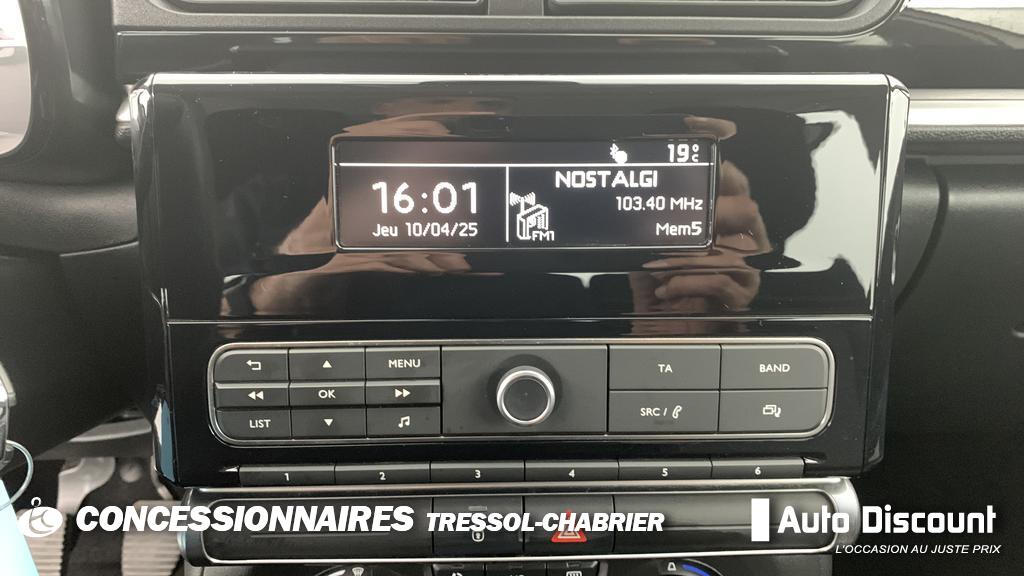 19°C
16:01
Jeu 10/04/25
NOSTALGI
103.40 MHz
FM1
Mem5
MENU
OK
LIST
TA
BAND
SRC /
1 2 3 4 5 6
CONCESSIONNAIRES TRESSOL-CHABRIER
Auto Discount
L'OCCASION AU JUSTE PRIX